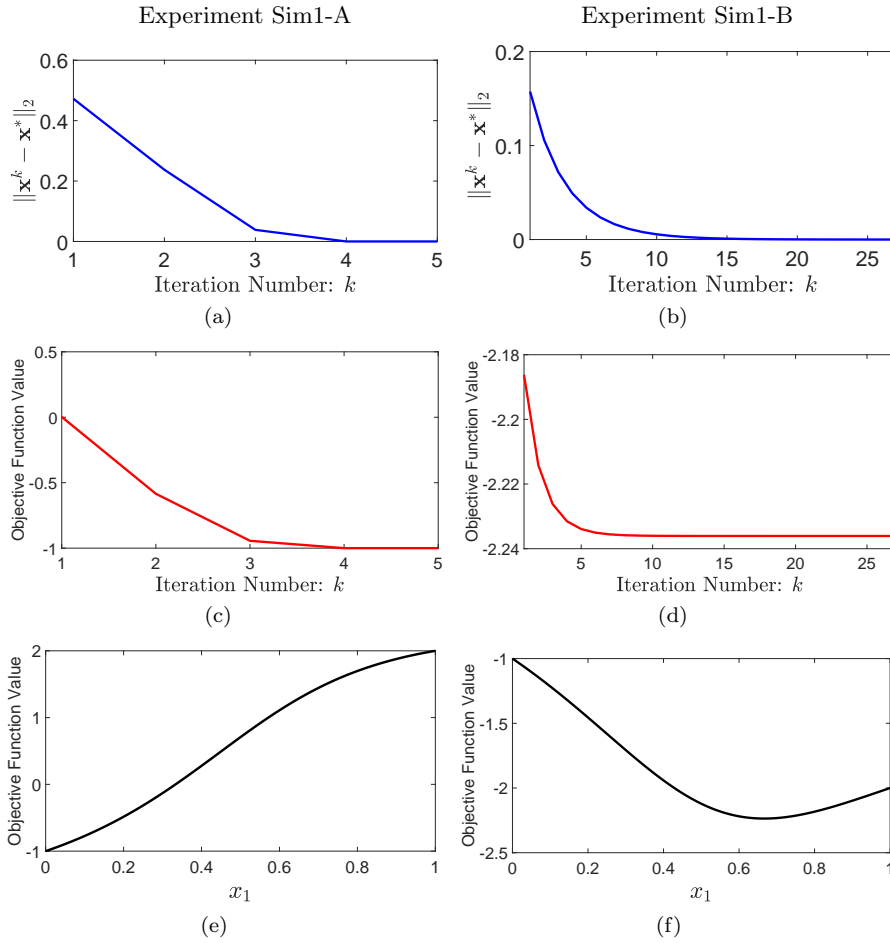 Experiment Sim1-A
Experiment Sim1-B
0.6
0.4
0.2
0
‖x^k − x*‖₂
1 2 3 4 5
Iteration Number: k
(a)
0.2
0.1
0
‖x^k − x*‖₂
5 10 15 20 25
Iteration Number: k
(b)
0.5
0
-0.5
-1
Objective Function Value
1 2 3 4 5
Iteration Number: k
(c)
-2.18
-2.2
-2.22
-2.24
Objective Function Value
5 10 15 20 25
Iteration Number: k
(d)
2
1
0
-1
Objective Function Value
0 0.2 0.4 0.6 0.8 1
x₁
(e)
-1
-1.5
-2
-2.5
Objective Function Value
0 0.2 0.4 0.6 0.8 1
x₁
(f)